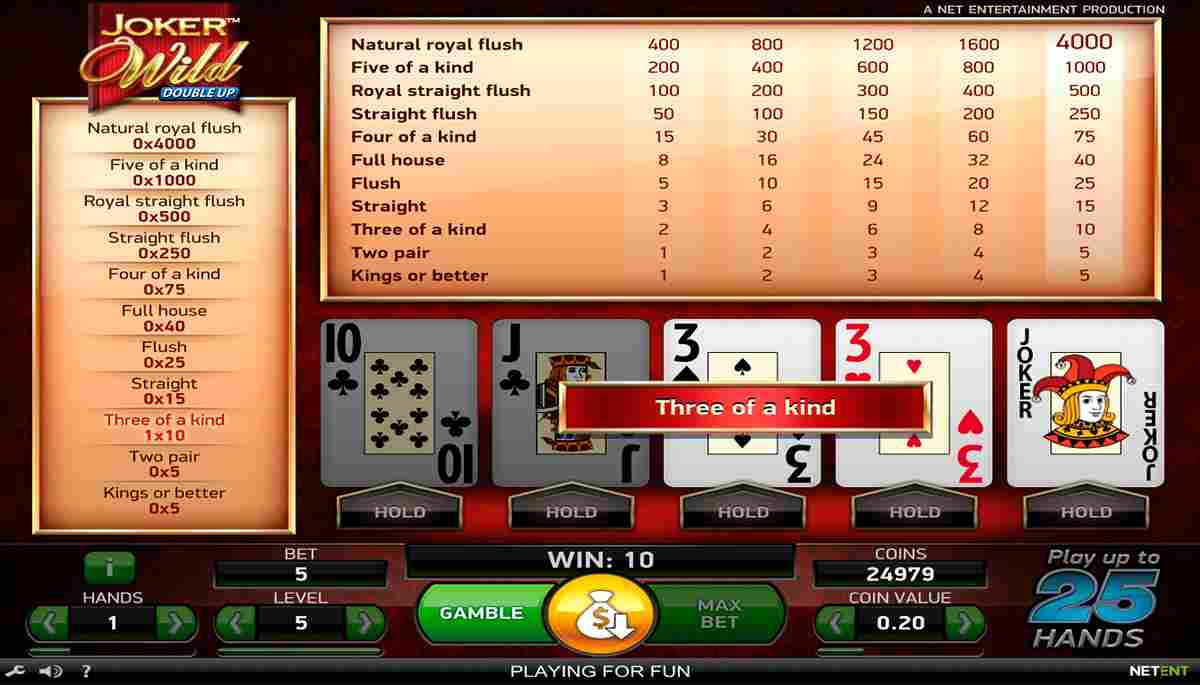 A NET ENTERTAINMENT PRODUCTION
JOKER™
Wild
DOUBLE UP
Natural royal flush
0x4000
Five of a kind
0x1000
Royal straight flush
0x500
Straight flush
0x250
Four of a kind
0x75
Full house
0x40
Flush
0x25
Straight
0x15
Three of a kind
1x10
Two pair
0x5
Kings or better
0x5
Natural royal flush 400 800 1200 1600 4000
Five of a kind 200 400 600 800 1000
Royal straight flush 100 200 300 400 500
Straight flush 50 100 150 200 250
Four of a kind 15 30 45 60 75
Full house 8 16 24 32 40
Flush 5 10 15 20 25
Straight 3 6 9 12 15
Three of a kind 2 4 6 8 10
Two pair 1 2 3 4 5
Kings or better 1 2 3 4 5
10 J 3 3 JOKER
Three of a kind
10 J 3 3 JOKER
HOLD HOLD HOLD HOLD HOLD
i
HANDS
1
BET
5
LEVEL
5
WIN: 10
GAMBLE
$
MAX
BET
COINS
24979
COIN VALUE
0.20
Play up to
25
HANDS
?
PLAYING FOR FUN
NETENT